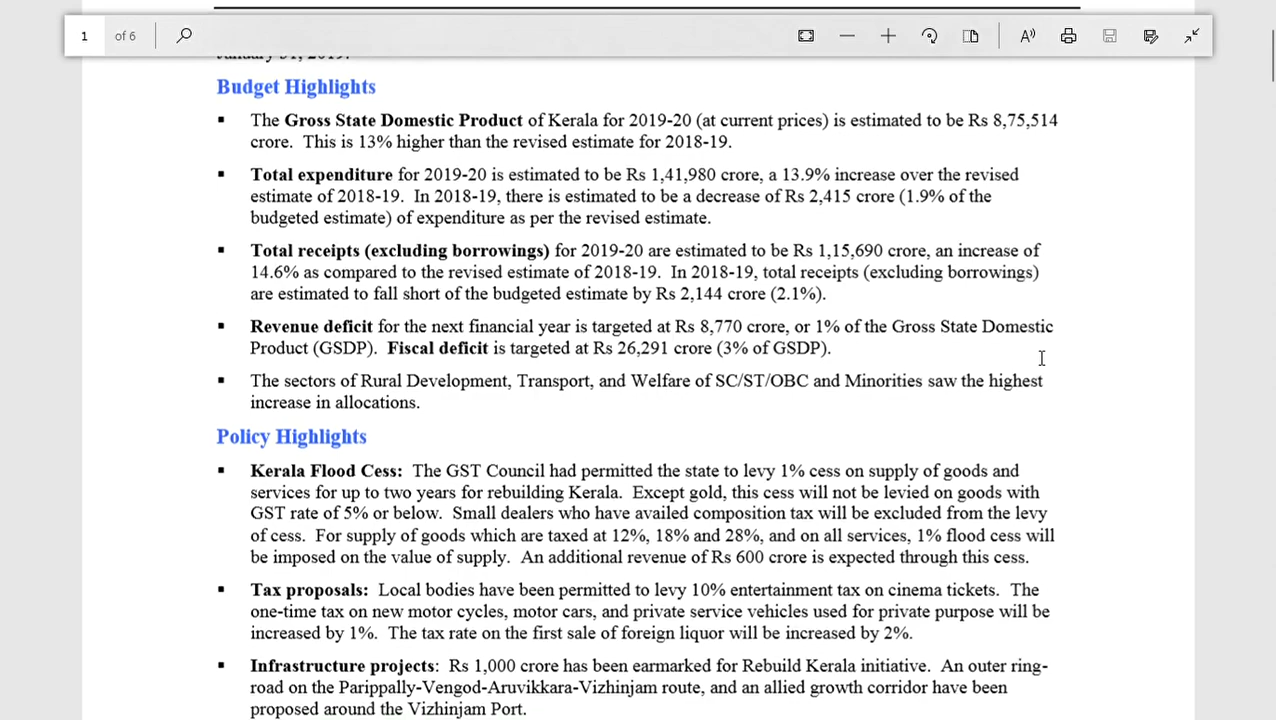 1 of 6
January 31, 2019.
Budget Highlights
▪ The Gross State Domestic Product of Kerala for 2019-20 (at current prices) is estimated to be Rs 8,75,514
crore. This is 13% higher than the revised estimate for 2018-19.
▪ Total expenditure for 2019-20 is estimated to be Rs 1,41,980 crore, a 13.9% increase over the revised
estimate of 2018-19. In 2018-19, there is estimated to be a decrease of Rs 2,415 crore (1.9% of the
budgeted estimate) of expenditure as per the revised estimate.
▪ Total receipts (excluding borrowings) for 2019-20 are estimated to be Rs 1,15,690 crore, an increase of
14.6% as compared to the revised estimate of 2018-19. In 2018-19, total receipts (excluding borrowings)
are estimated to fall short of the budgeted estimate by Rs 2,144 crore (2.1%).
▪ Revenue deficit for the next financial year is targeted at Rs 8,770 crore, or 1% of the Gross State Domestic
Product (GSDP). Fiscal deficit is targeted at Rs 26,291 crore (3% of GSDP).
▪ The sectors of Rural Development, Transport, and Welfare of SC/ST/OBC and Minorities saw the highest
increase in allocations.
Policy Highlights
▪ Kerala Flood Cess: The GST Council had permitted the state to levy 1% cess on supply of goods and
services for up to two years for rebuilding Kerala. Except gold, this cess will not be levied on goods with
GST rate of 5% or below. Small dealers who have availed composition tax will be excluded from the levy
of cess. For supply of goods which are taxed at 12%, 18% and 28%, and on all services, 1% flood cess will
be imposed on the value of supply. An additional revenue of Rs 600 crore is expected through this cess.
▪ Tax proposals: Local bodies have been permitted to levy 10% entertainment tax on cinema tickets. The
one-time tax on new motor cycles, motor cars, and private service vehicles used for private purpose will be
increased by 1%. The tax rate on the first sale of foreign liquor will be increased by 2%.
▪ Infrastructure projects: Rs 1,000 crore has been earmarked for Rebuild Kerala initiative. An outer ring-
road on the Parippally-Vengod-Aruvikkara-Vizhinjam route, and an allied growth corridor have been
proposed around the Vizhinjam Port.